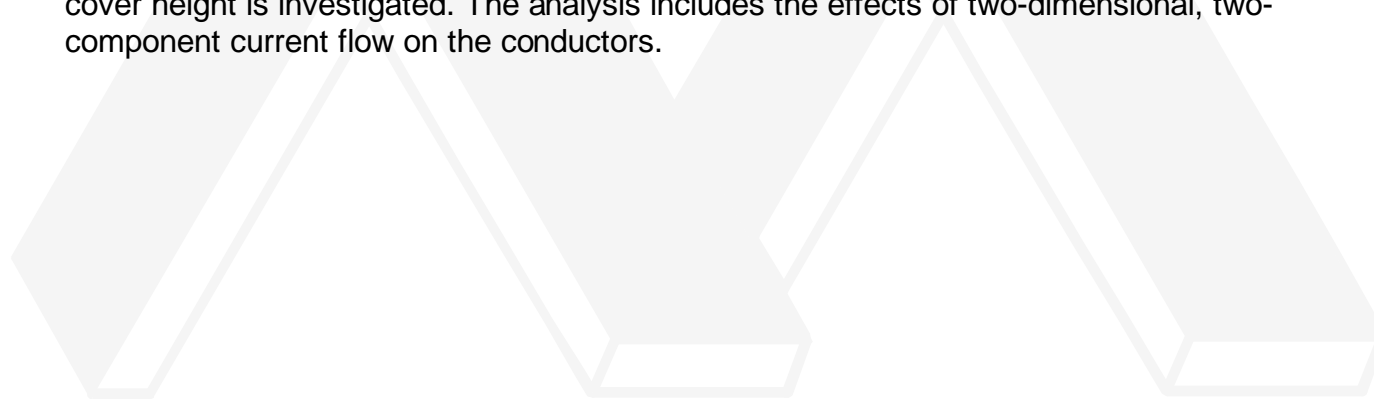 cover height is investigated. The analysis includes the effects of two-dimensional, two-
component current flow on the conductors.